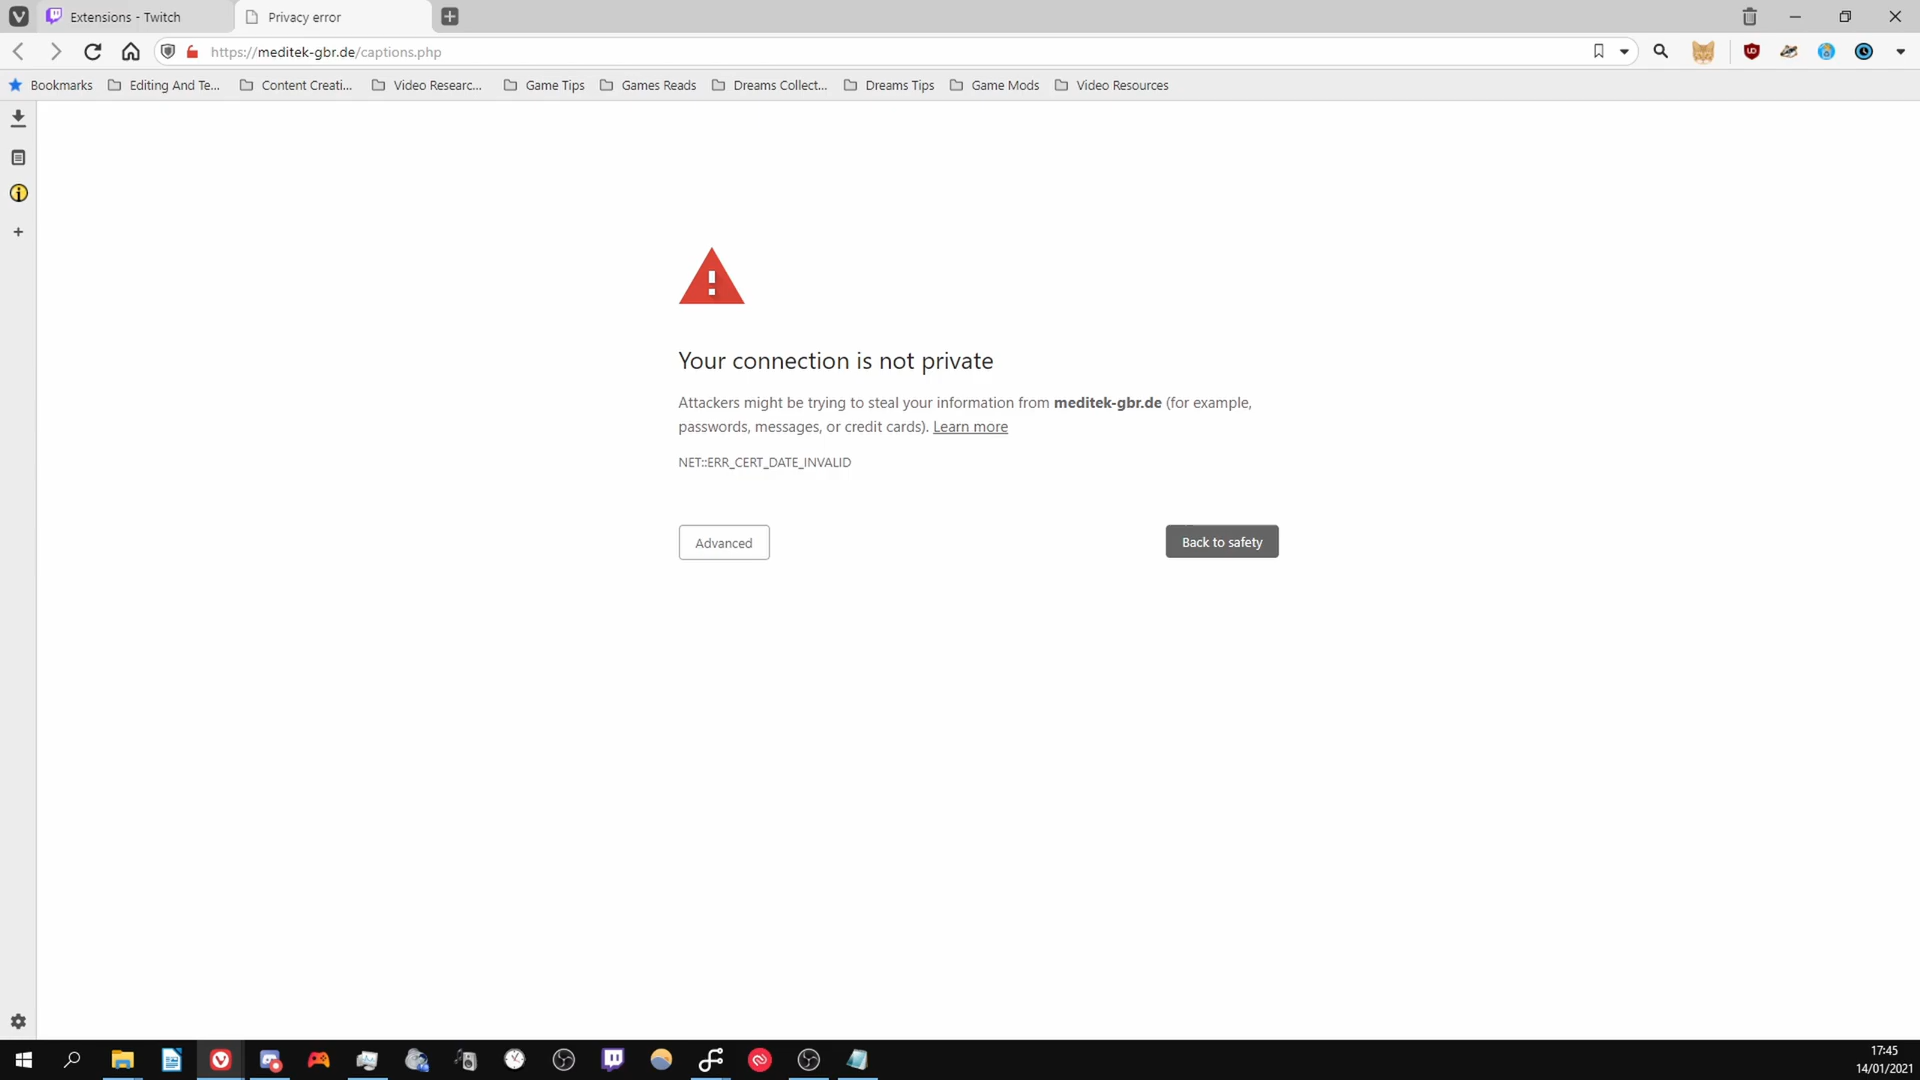 Extensions - Twitch
Privacy error
https://meditek-gbr.de/captions.php
Bookmarks
Editing And Te...
Content Creati...
Video Researc...
Game Tips
Games Reads
Dreams Collect...
Dreams Tips
Game Mods
Video Resources
Your connection is not private
Attackers might be trying to steal your information from meditek-gbr.de (for example,
passwords, messages, or credit cards). Learn more
NET::ERR_CERT_DATE_INVALID
Advanced
Back to safety
17:45
14/01/2021